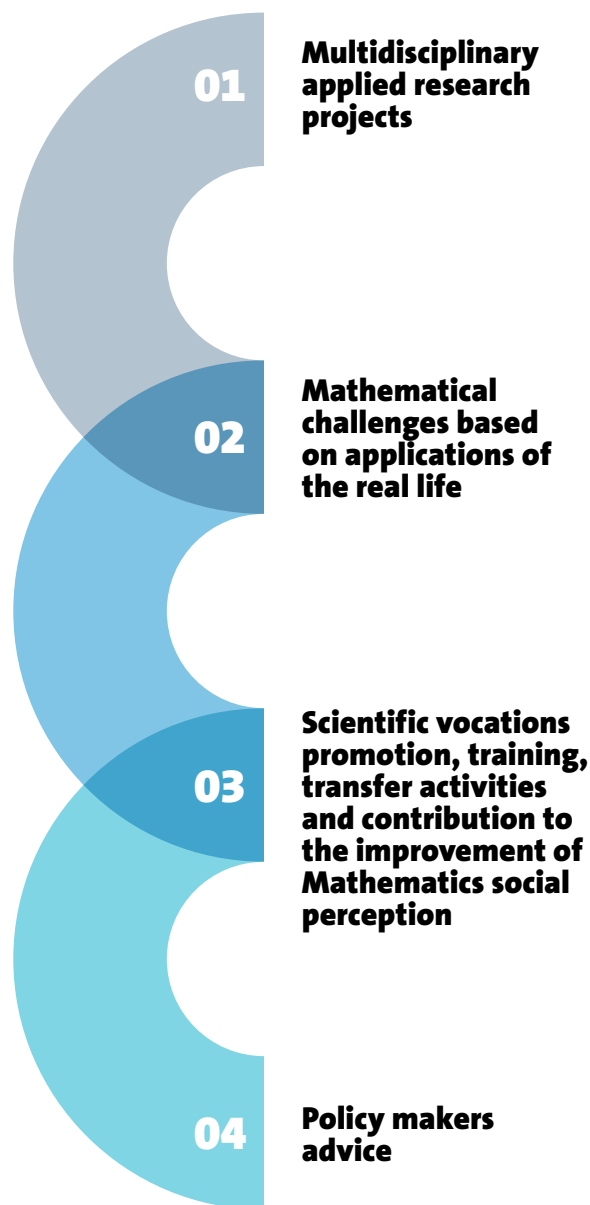 01
Multidisciplinary
applied research
projects
02
Mathematical
challenges based
on applications of
the real life
03
Scientific vocations
promotion, training,
transfer activities
and contribution to
the improvement of
Mathematics social
perception
04
Policy makers
advice